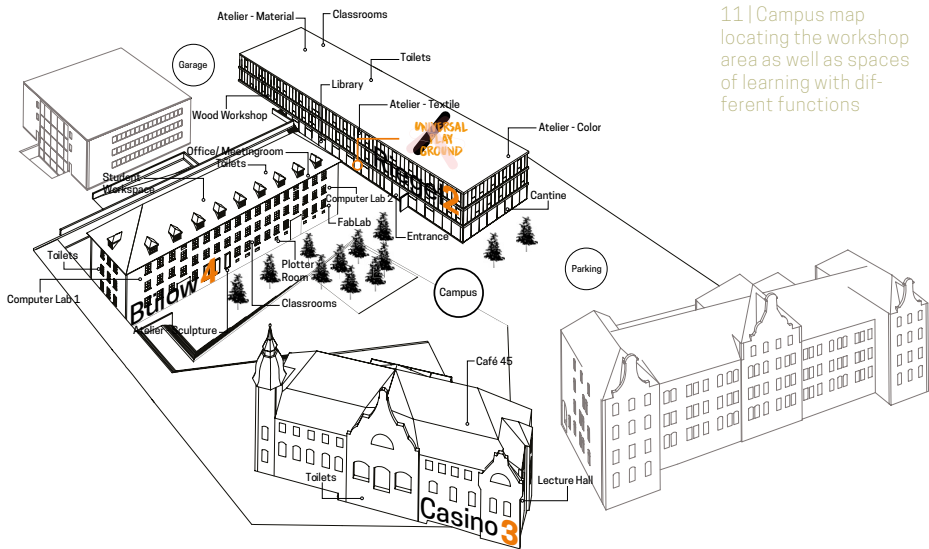 Atelier - Material
Classrooms
11 | Campus map
locating the workshop
area as well as spaces
of learning with dif-
ferent functions
Garage
Toilets
Library
Atelier - Textile
Wood Workshop
UNIVERSAL
PLAY
GROUND
Atelier - Color
Office/ Meetingroom
Toilets
Student
Workspace
2
Computer Lab 2
Cantine
FabLab
Entrance
Toilets
Plotter
Room
Parking
4
Campus
Computer Lab 1
Bülow
Classrooms
Atelier - Sculpture
Café 45
Toilets
Lecture Hall
Casino 3